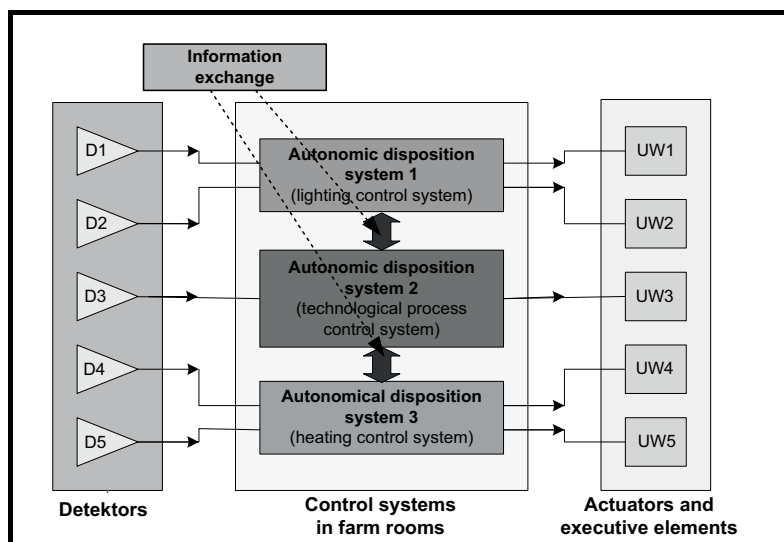 Information
exchange
D1
D2
D3
D4
D5
Autonomic disposition
system 1
(lighting control system)
Autonomic disposition
system 2
(technological process
control system)
Autonomical disposition
system 3
(heating control system)
UW1
UW2
UW3
UW4
UW5
Detektors
Control systems
in farm rooms
Actuators and
executive elements